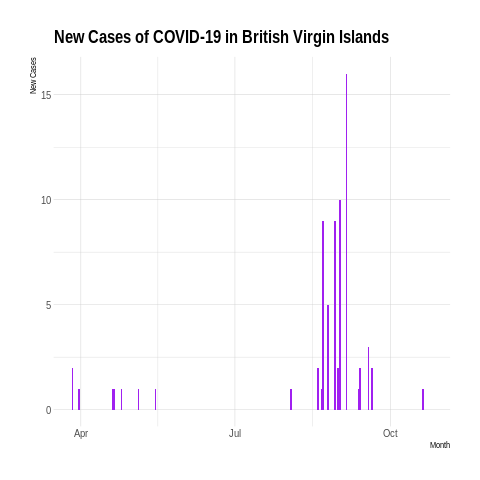 New Cases of COVID-19 in British Virgin Islands
New Cases
15
10
5
0
Apr
Jul
Oct
Month